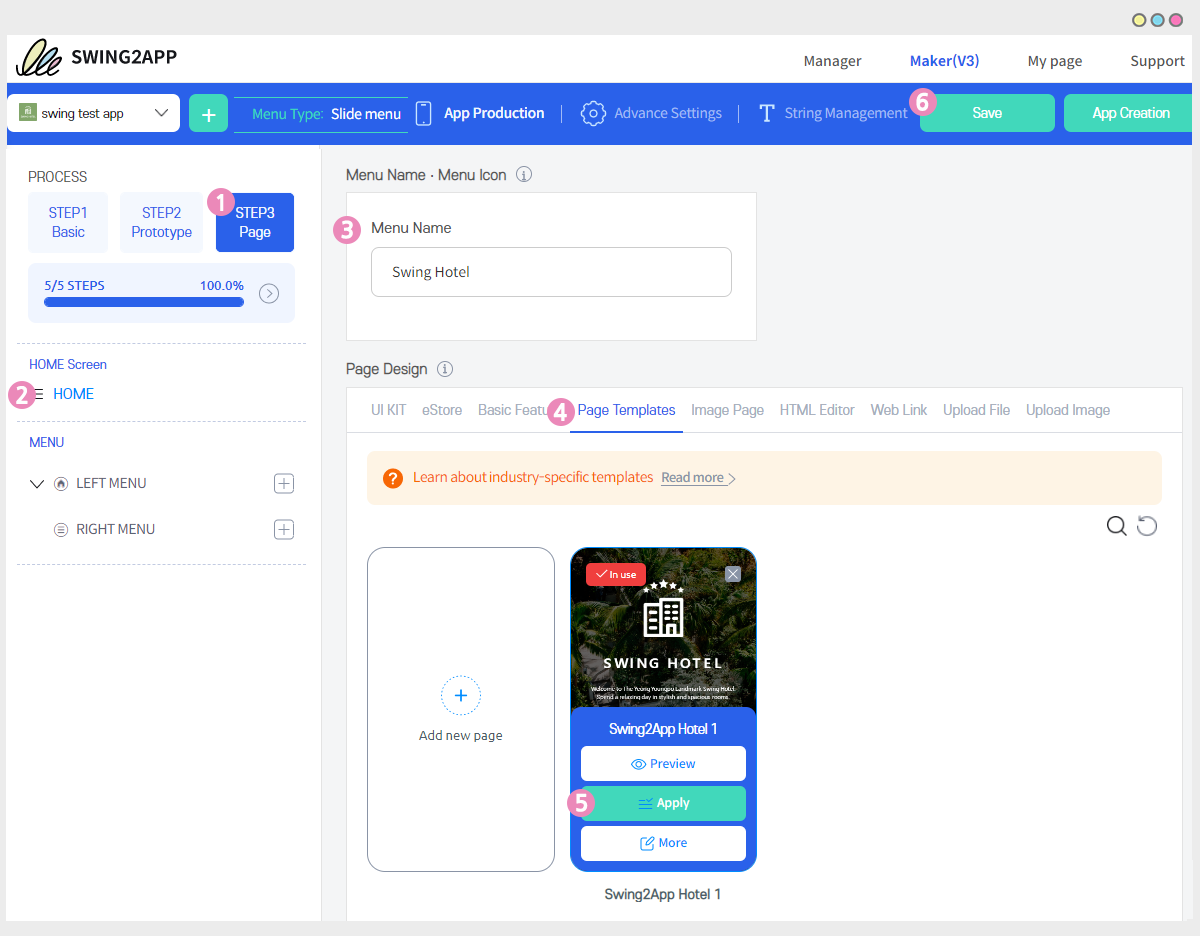 SWING2APP
Manager
Maker(V3)
My page
Support
swing test app
+
Menu Type: Slide menu
App Production
Advance Settings
String Management
6
Save
App Creation
PROCESS
1
STEP1
Basic
STEP2
Prototype
STEP3
Page
5/5 STEPS
100.0%
HOME Screen
2
HOME
MENU
LEFT MENU
RIGHT MENU
Menu Name · Menu Icon
3
Menu Name
Swing Hotel
Page Design
UI KIT
eStore
Basic Featu
4
Page Templates
Image Page
HTML Editor
Web Link
Upload File
Upload Image
? Learn about industry-specific templates Read more
Add new page
In use
SWING HOTEL
Welcome to The Yeong Youngpo Landmark Swing Hotel.
Spend a relaxing day in stylish and spacious rooms.
Swing2App Hotel 1
Preview
5
Apply
More
Swing2App Hotel 1